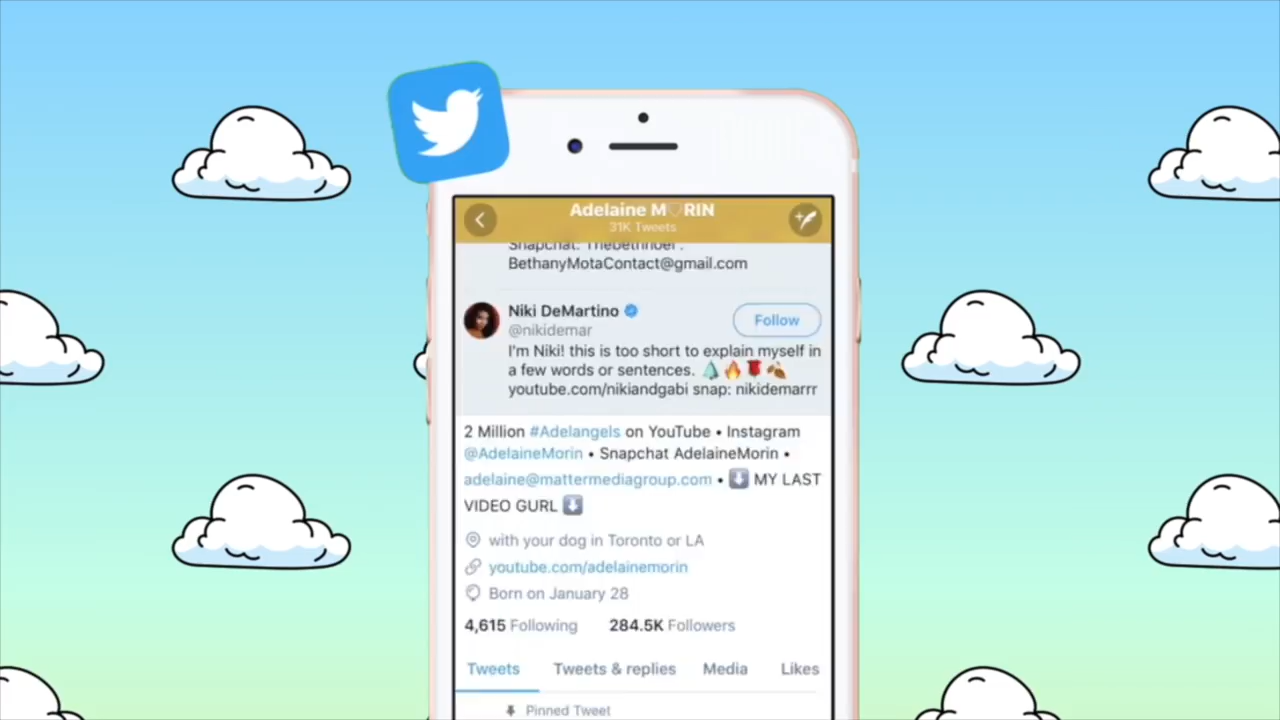 Adelaine M♡RIN
31K Tweets
Snapchat: Thebethnoel .
BethanyMotaContact@gmail.com
Niki DeMartino
Follow
@nikidemar
I'm Niki! this is too short to explain myself in
a few words or sentences. 🔥🌹🍂
youtube.com/nikiandgabi snap: nikidemarrr
2 Million #Adelangels on YouTube • Instagram
@AdelaineMorin • Snapchat AdelaineMorin •
adelaine@mattermediagroup.com • ⬇️ MY LAST
VIDEO GURL ⬇️
with your dog in Toronto or LA
youtube.com/adelainemorin
Born on January 28
4,615 Following 284.5K Followers
Tweets Tweets & replies Media Likes
Pinned Tweet